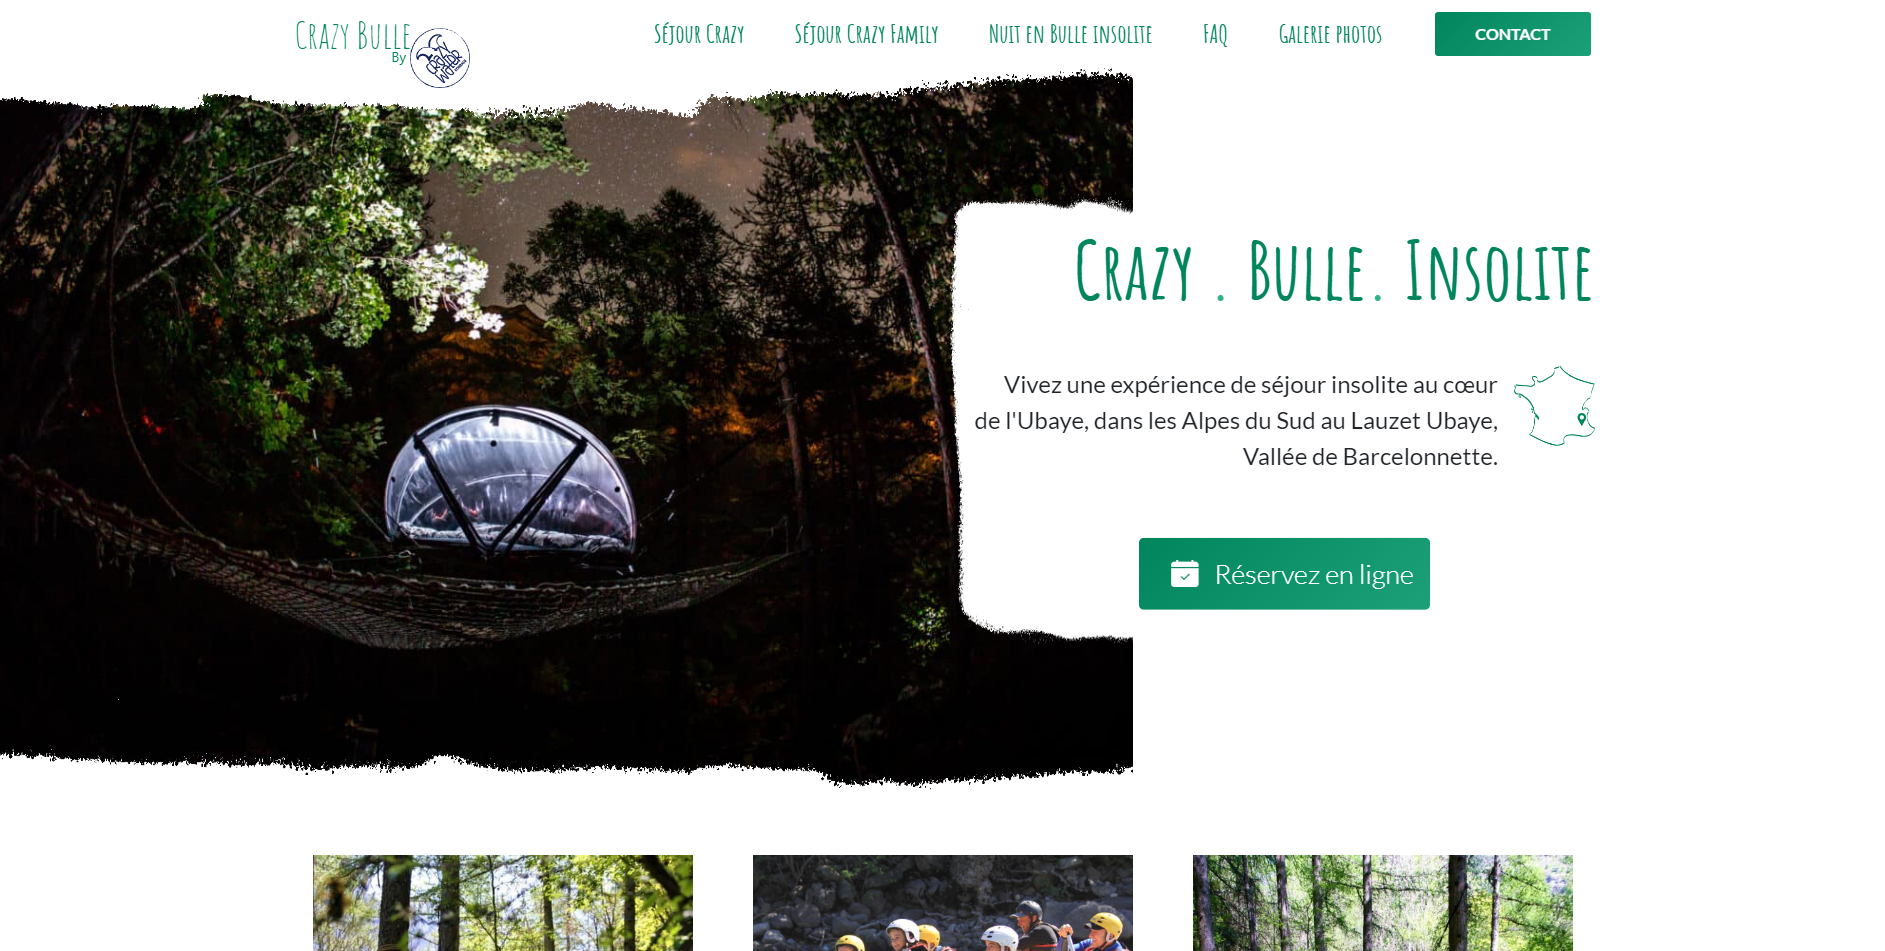 Crazy Bulle
By
Séjour Crazy
Séjour Crazy Family
Nuit en Bulle insolite
FAQ
Galerie photos
CONTACT
Crazy . Bulle. Insolite
Vivez une expérience de séjour insolite au cœur
de l'Ubaye, dans les Alpes du Sud au Lauzet Ubaye,
Vallée de Barcelonnette.
Réservez en ligne